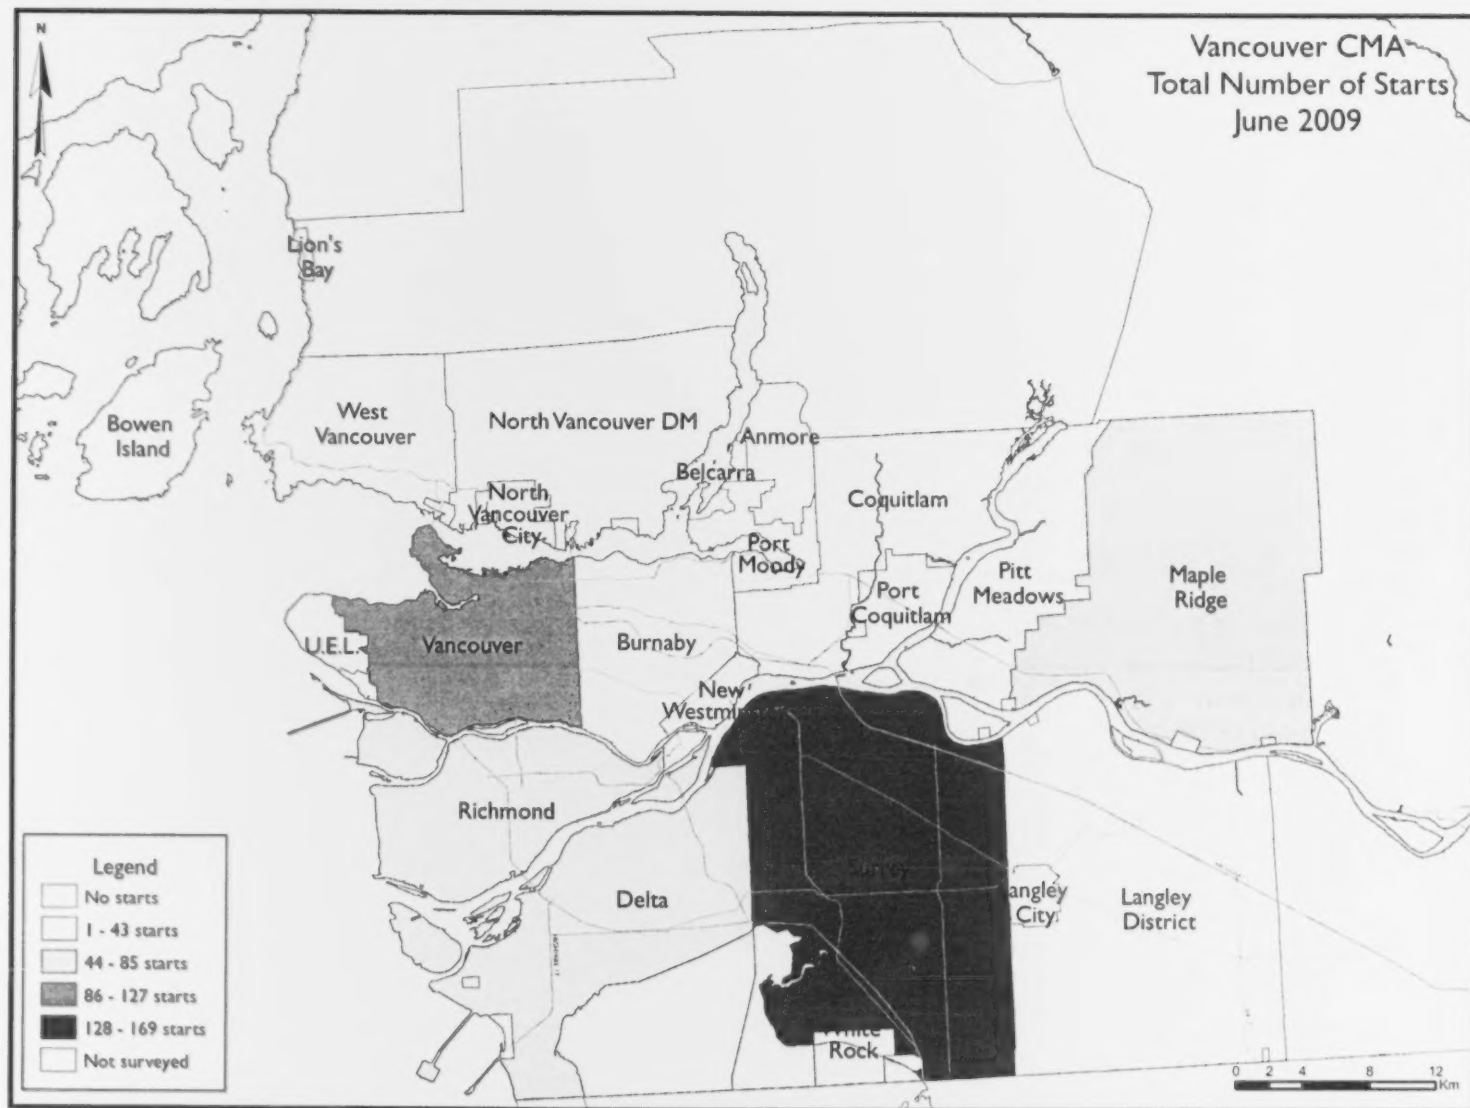 N
Vancouver CMA
Total Number of Starts
June 2009
Lion's
Bay
Bowen
Island
West
Vancouver
North Vancouver DM
Anmore
Belcarra
North
Vancouver
City
Coquitlam
Port
Moody
Pitt
Meadows
Maple
Ridge
Port
Coquitlam
U.E.L.
Vancouver
Burnaby
New
Westmin
Richmond
Surrey
Delta
Langley
City
Langley
District
White
Rock
Legend
No starts
1 - 43 starts
44 - 85 starts
86 - 127 starts
128 - 169 starts
Not surveyed
0 2 4 8 12
Km